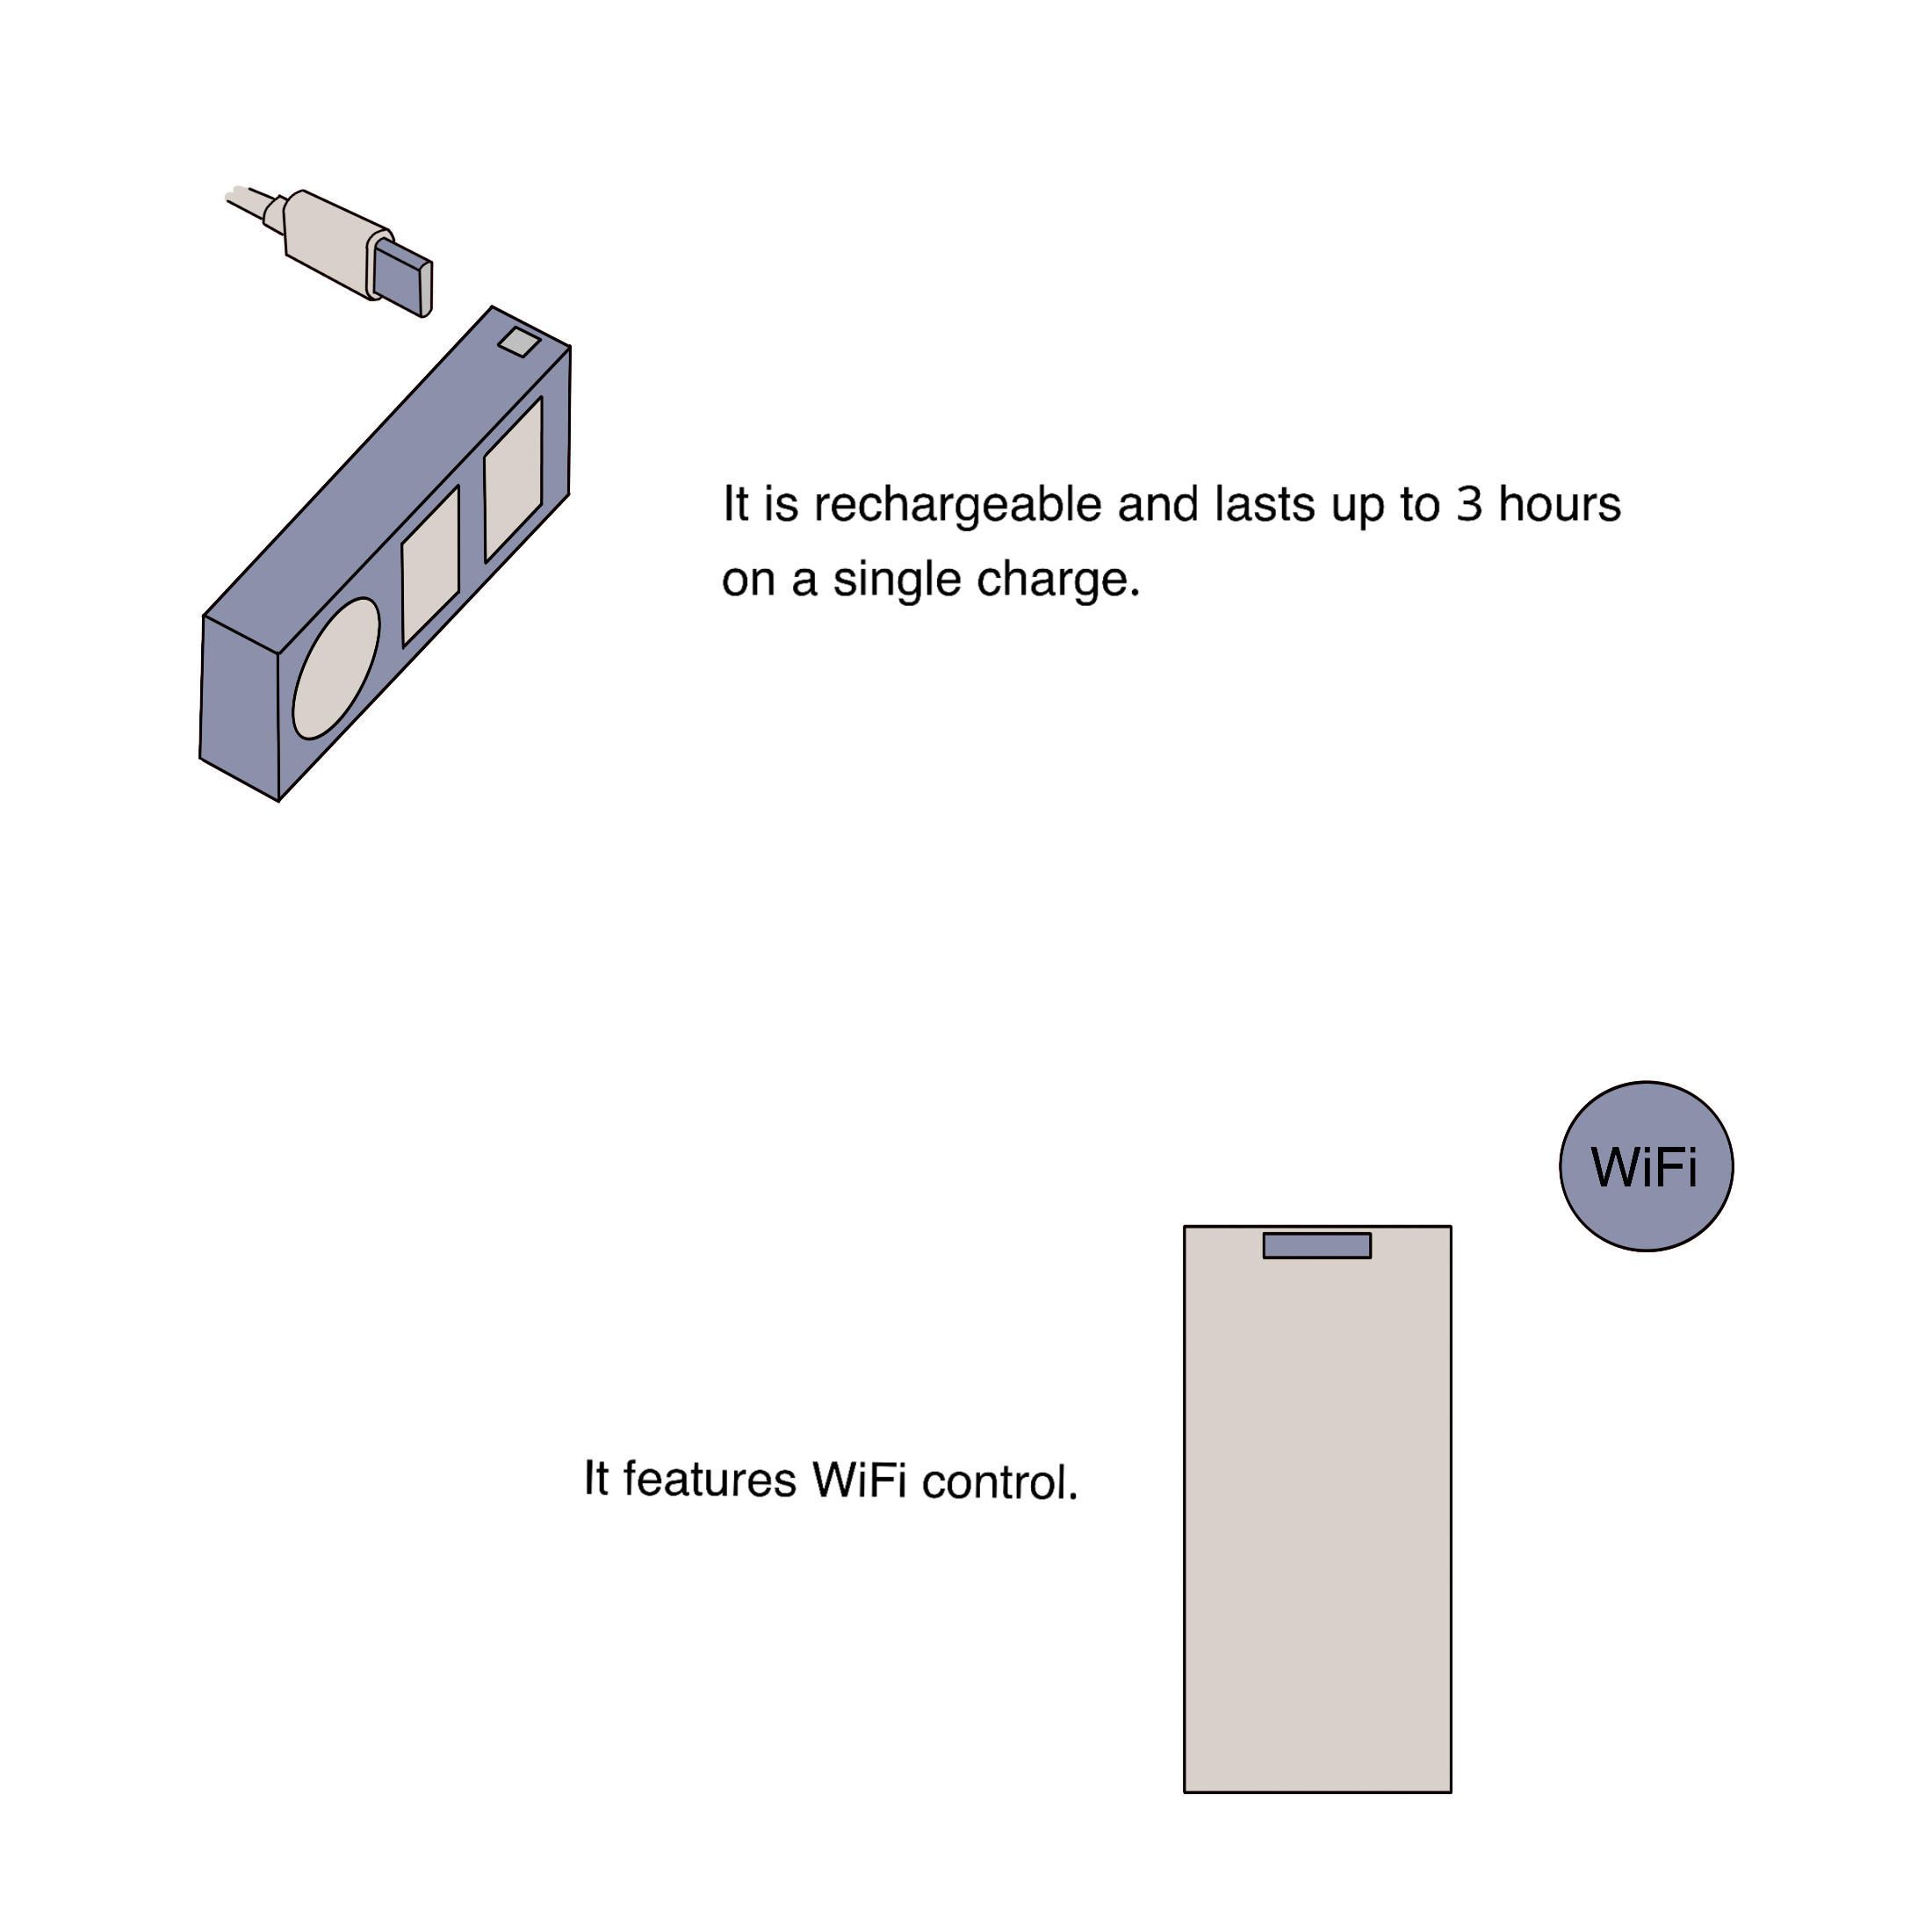 It is rechargeable and lasts up to 3 hours
on a single charge.
WiFi
It features WiFi control.